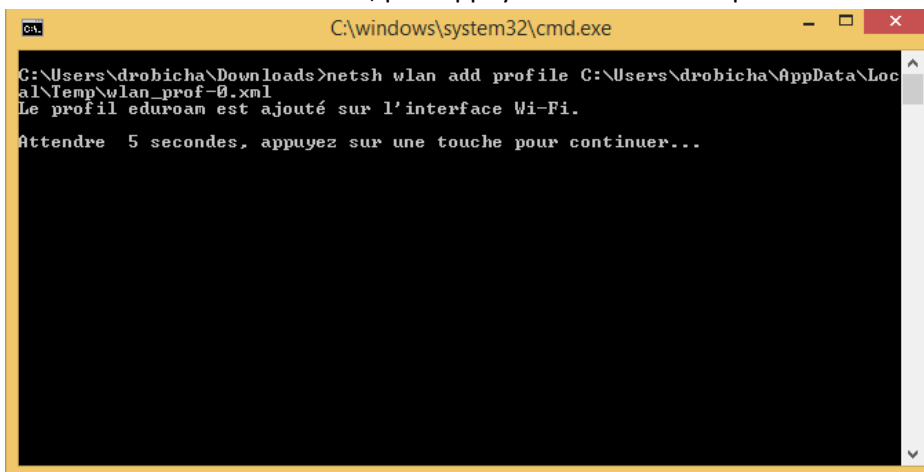 C:\windows\system32\cmd.exe
C:\Users\drobicha\Downloads>netsh wlan add profile C:\Users\drobicha\AppData\Loc
al\Temp\wlan_prof-0.xml
Le profil eduroam est ajouté sur l'interface Wi-Fi.
Attendre  5 secondes, appuyez sur une touche pour continuer...